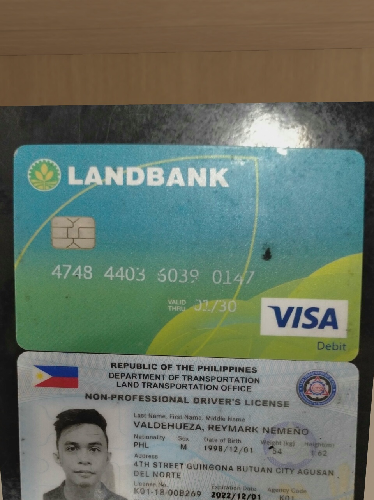 LANDBANK
4748 4403 6039 0147
VALID THRU 07/30
VISA
Debit
REPUBLIC OF THE PHILIPPINES
DEPARTMENT OF TRANSPORTATION
LAND TRANSPORTATION OFFICE
NON-PROFESSIONAL DRIVER'S LICENSE
Last Name, First Name, Middle Name
VALDEHUEZA, REYMARK NEMEÑO
Nationality Sex Date of Birth Weight (kg) Height(m)
PHL M 1998/12/01 54 1.62
Address
4TH STREET GUINGONA BUTUAN CITY AGUSAN
DEL NORTE
License No. Expiration Date Agency Code
K01-18-00B269 2022/12/01 K01